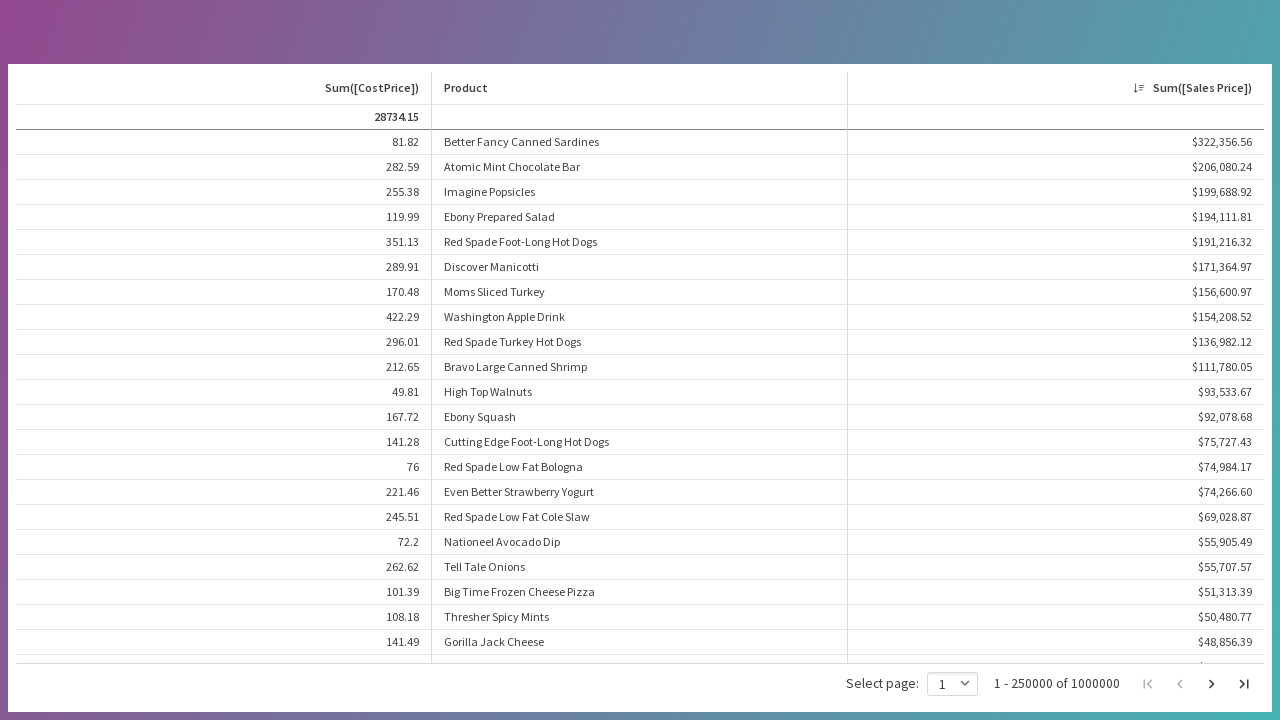 Sum([CostPrice]) Product Sum([Sales Price])
28734.15
81.82 Better Fancy Canned Sardines $322,356.56
282.59 Atomic Mint Chocolate Bar $206,080.24
255.38 Imagine Popsicles $199,688.92
119.99 Ebony Prepared Salad $194,111.81
351.13 Red Spade Foot-Long Hot Dogs $191,216.32
289.91 Discover Manicotti $171,364.97
170.48 Moms Sliced Turkey $156,600.97
422.29 Washington Apple Drink $154,208.52
296.01 Red Spade Turkey Hot Dogs $136,982.12
212.65 Bravo Large Canned Shrimp $111,780.05
49.81 High Top Walnuts $93,533.67
167.72 Ebony Squash $92,078.68
141.28 Cutting Edge Foot-Long Hot Dogs $75,727.43
76 Red Spade Low Fat Bologna $74,984.17
221.46 Even Better Strawberry Yogurt $74,266.60
245.51 Red Spade Low Fat Cole Slaw $69,028.87
72.2 Nationeel Avocado Dip $55,905.49
262.62 Tell Tale Onions $55,707.57
101.39 Big Time Frozen Cheese Pizza $51,313.39
108.18 Thresher Spicy Mints $50,480.77
141.49 Gorilla Jack Cheese $48,856.39
Select page: 1 1 - 250000 of 1000000